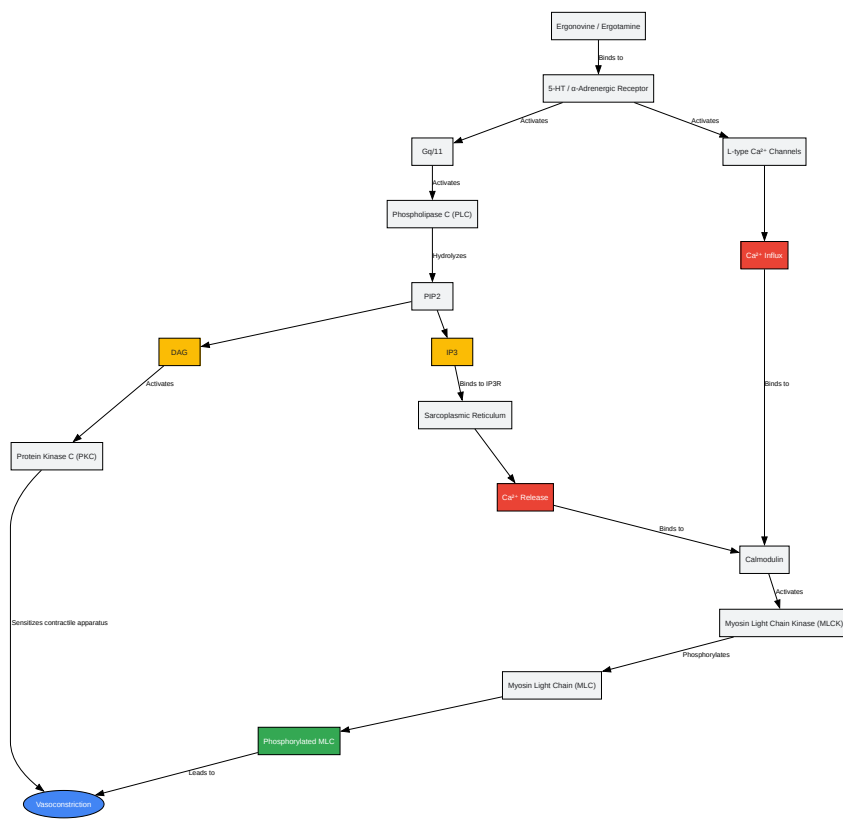 Ergonovine / Ergotamine
Binds to
5-HT / α-Adrenergic Receptor
Activates
Activates
Gq/11
L-type Ca²⁺ Channels
Activates
Phospholipase C (PLC)
Hydrolyzes
Ca²⁺ Influx
PIP2
DAG
IP3
Activates
Binds to IP3R
Binds to
Sarcoplasmic Reticulum
Protein Kinase C (PKC)
Ca²⁺ Release
Binds to
Calmodulin
Activates
Sensitizes contractile apparatus
Myosin Light Chain Kinase (MLCK)
Phosphorylates
Myosin Light Chain (MLC)
Phosphorylated MLC
Leads to
Vasoconstriction